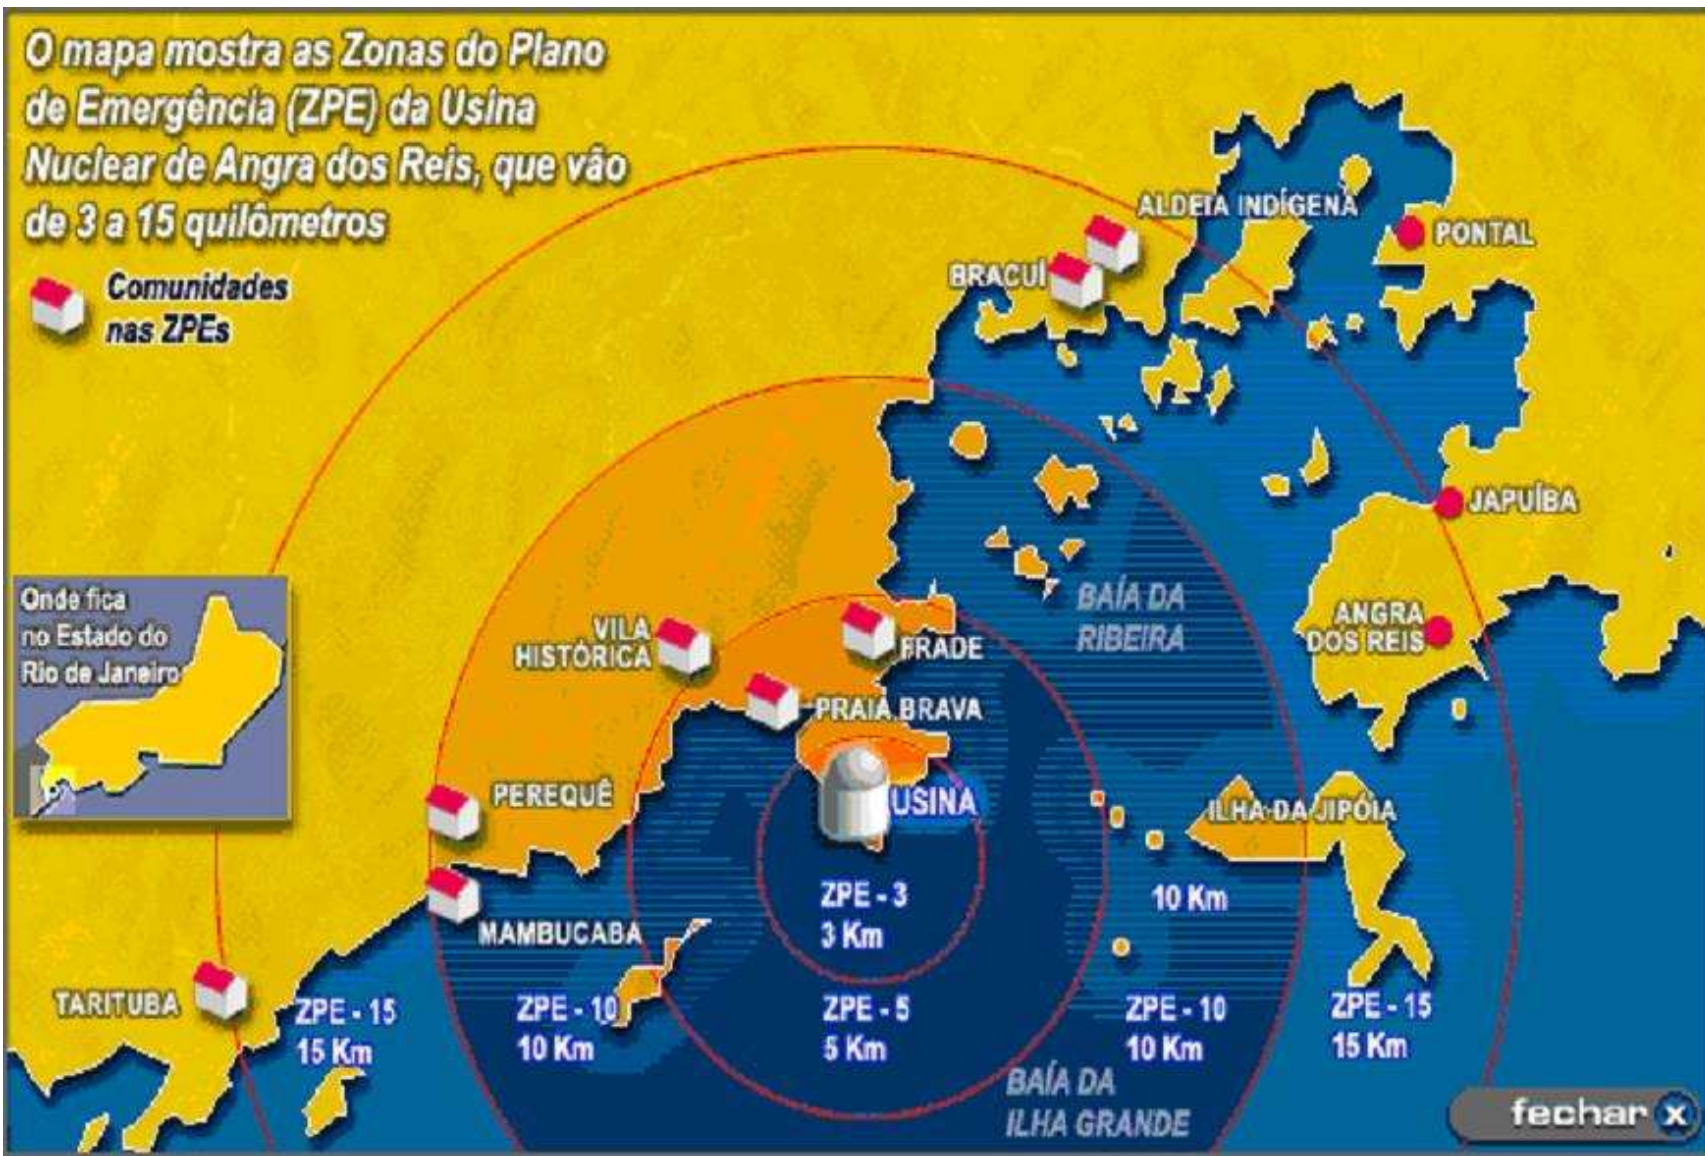 O mapa mostra as Zonas do Plano
de Emergência (ZPE) da Usina
Nuclear de Angra dos Reis, que vão
de 3 a 15 quilômetros
Comunidades
nas ZPEs
ALDEIA INDÍGENA
PONTAL
BRACUÍ
JAPUÍBA
Onde fica
no Estado do
Rio de Janeiro
BAÍA DA
RIBEIRA
ANGRA
DOS REIS
VILA
HISTÓRICA
FRADE
PRAIA BRAVA
PEREQUÊ
USINA
ILHA DA JIPÓIA
ZPE - 3
3 Km
10 Km
MAMBUCABA
TARITUBA
ZPE - 15
15 Km
ZPE - 10
10 Km
ZPE - 5
5 Km
ZPE - 10
10 Km
ZPE - 15
15 Km
BAÍA DA
ILHA GRANDE
fechar X